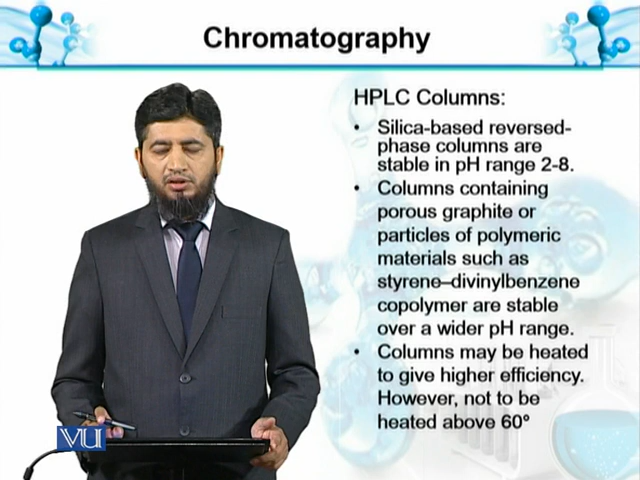 Chromatography
HPLC Columns:
• Silica-based reversed-
phase columns are
stable in pH range 2-8.
• Columns containing
porous graphite or
particles of polymeric
materials such as
styrene–divinylbenzene
copolymer are stable
over a wider pH range.
• Columns may be heated
to give higher efficiency.
However, not to be
heated above 60º
VU